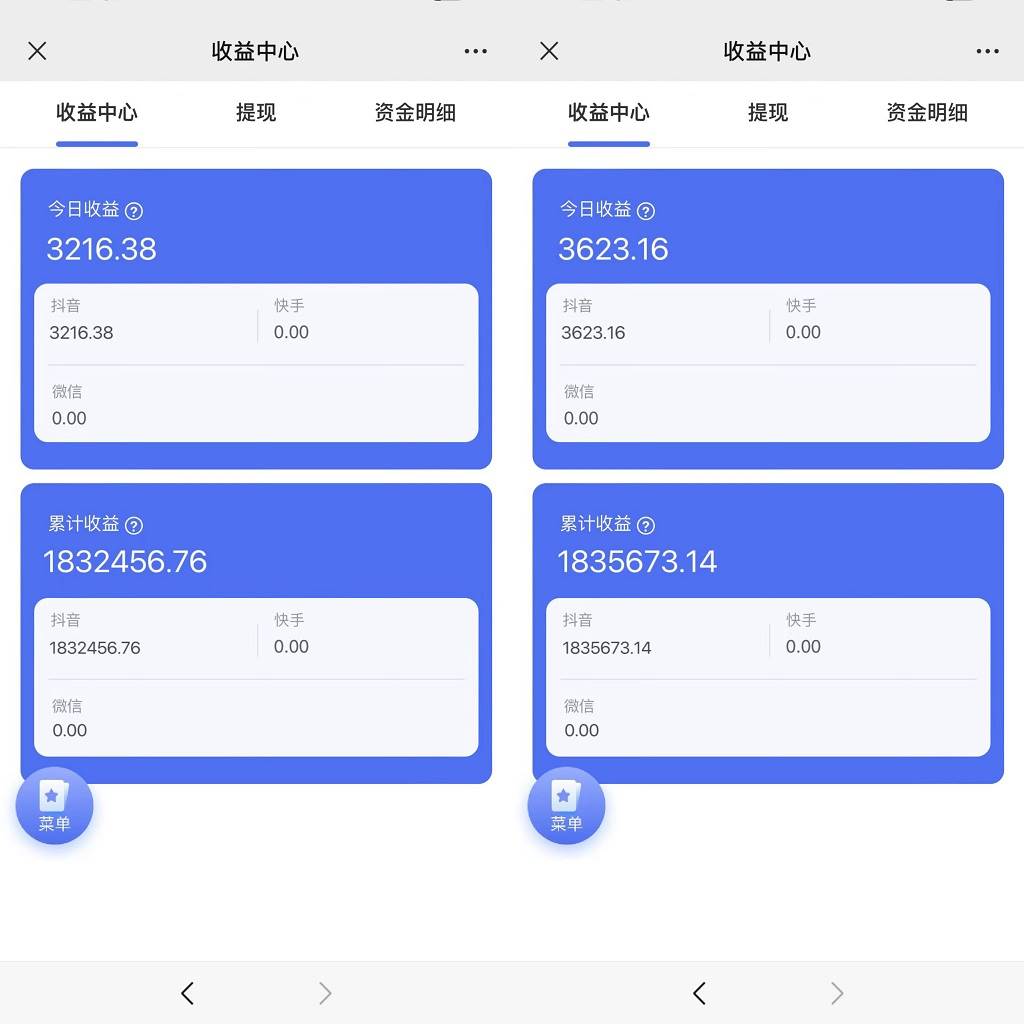 收益中心
收益中心 提现 资金明细
今日收益
3216.38
抖音 快手
3216.38 0.00
微信
0.00
累计收益
1832456.76
抖音 快手
1832456.76 0.00
微信
0.00
菜单
收益中心
收益中心 提现 资金明细
今日收益
3623.16
抖音 快手
3623.16 0.00
微信
0.00
累计收益
1835673.14
抖音 快手
1835673.14 0.00
微信
0.00
菜单